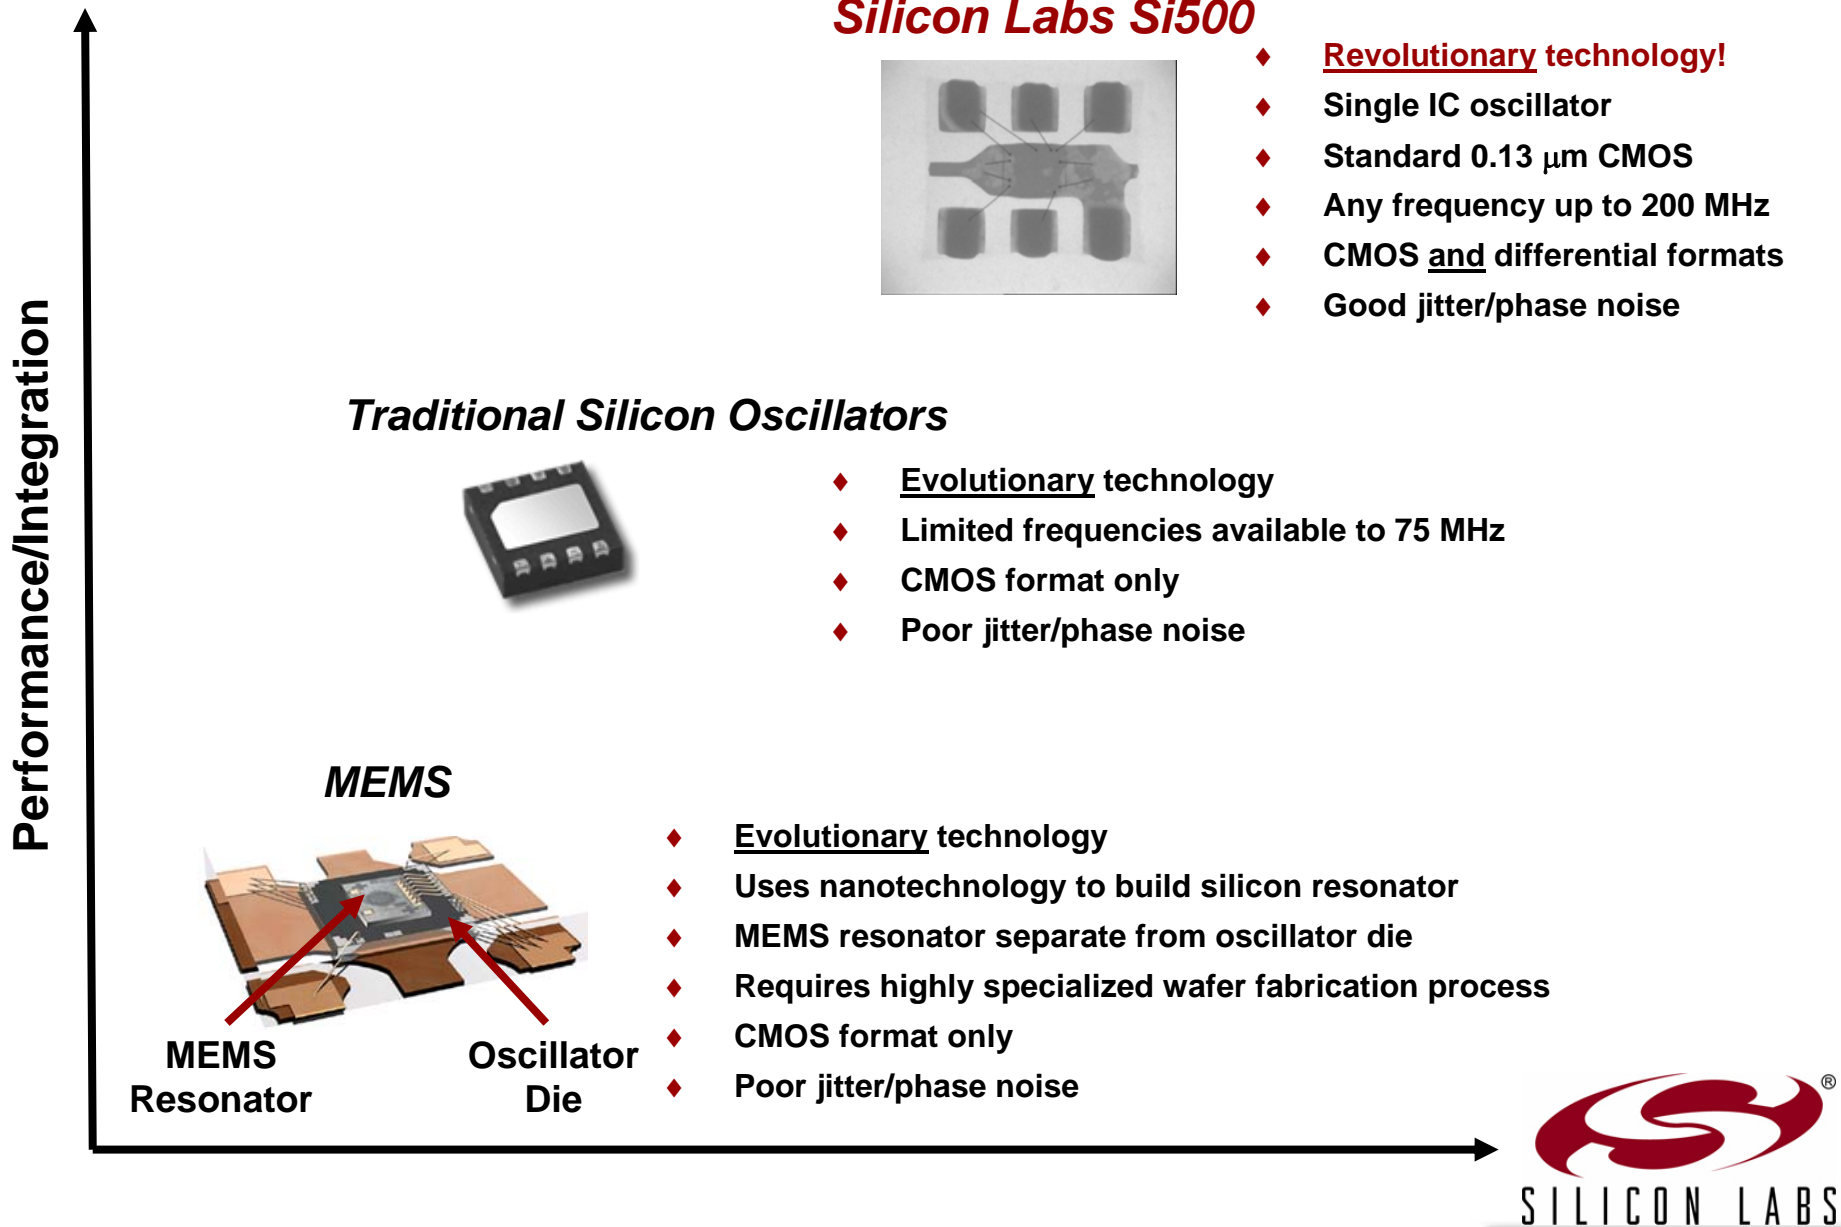 Silicon Labs Si500
♦ Revolutionary technology!
♦ Single IC oscillator
♦ Standard 0.13 μm CMOS
♦ Any frequency up to 200 MHz
♦ CMOS and differential formats
♦ Good jitter/phase noise
Performance/Integration
Traditional Silicon Oscillators
♦ Evolutionary technology
♦ Limited frequencies available to 75 MHz
♦ CMOS format only
♦ Poor jitter/phase noise
MEMS
♦ Evolutionary technology
♦ Uses nanotechnology to build silicon resonator
♦ MEMS resonator separate from oscillator die
♦ Requires highly specialized wafer fabrication process
♦ CMOS format only
♦ Poor jitter/phase noise
MEMS
Resonator
Oscillator
Die
®
SILICON LABS